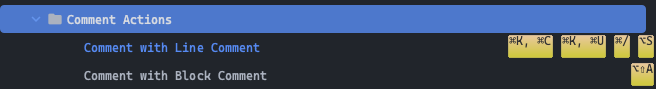 Comment Actions
Comment with Line Comment ⌘K, ⌘C ⌘K, ⌘U ⌘/ ⌥S
Comment with Block Comment ⌥⇧A